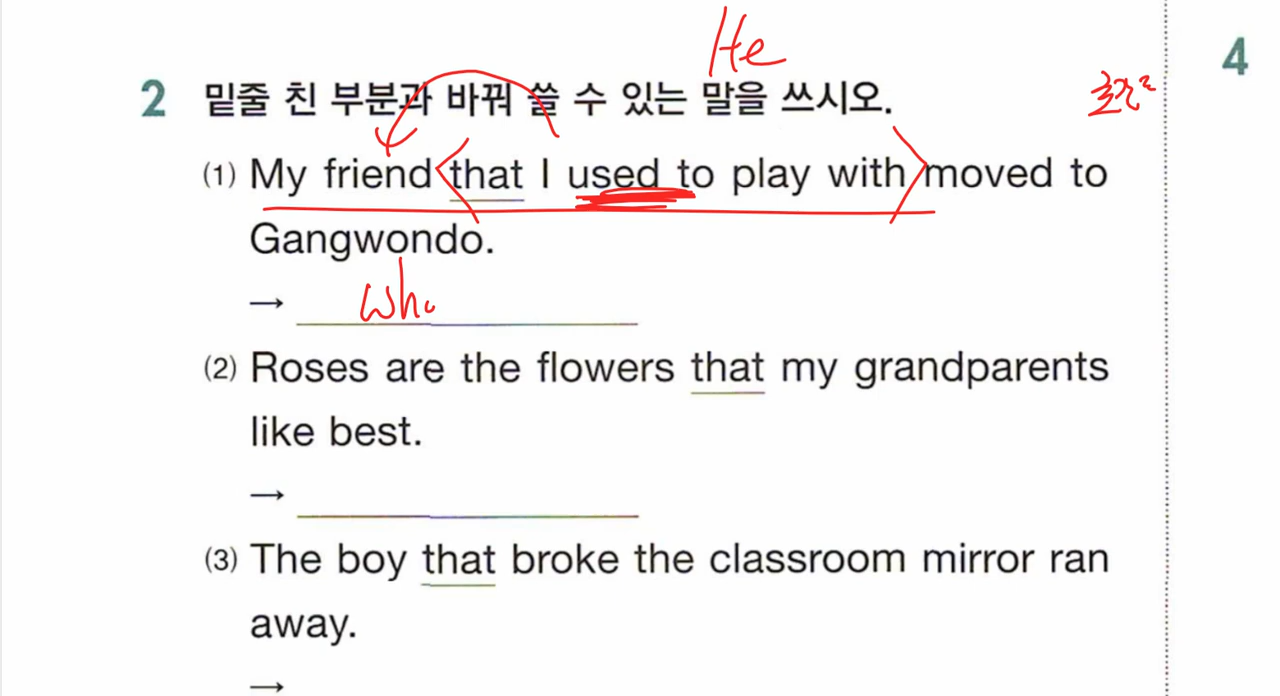 He
4
2 밑줄 친 부분과 바꿔 쓸 수 있는 말을 쓰시오.
(1) My friend that I used to play with moved to
Gangwondo.
→ who
(2) Roses are the flowers that my grandparents
like best.
→
(3) The boy that broke the classroom mirror ran
away.
→